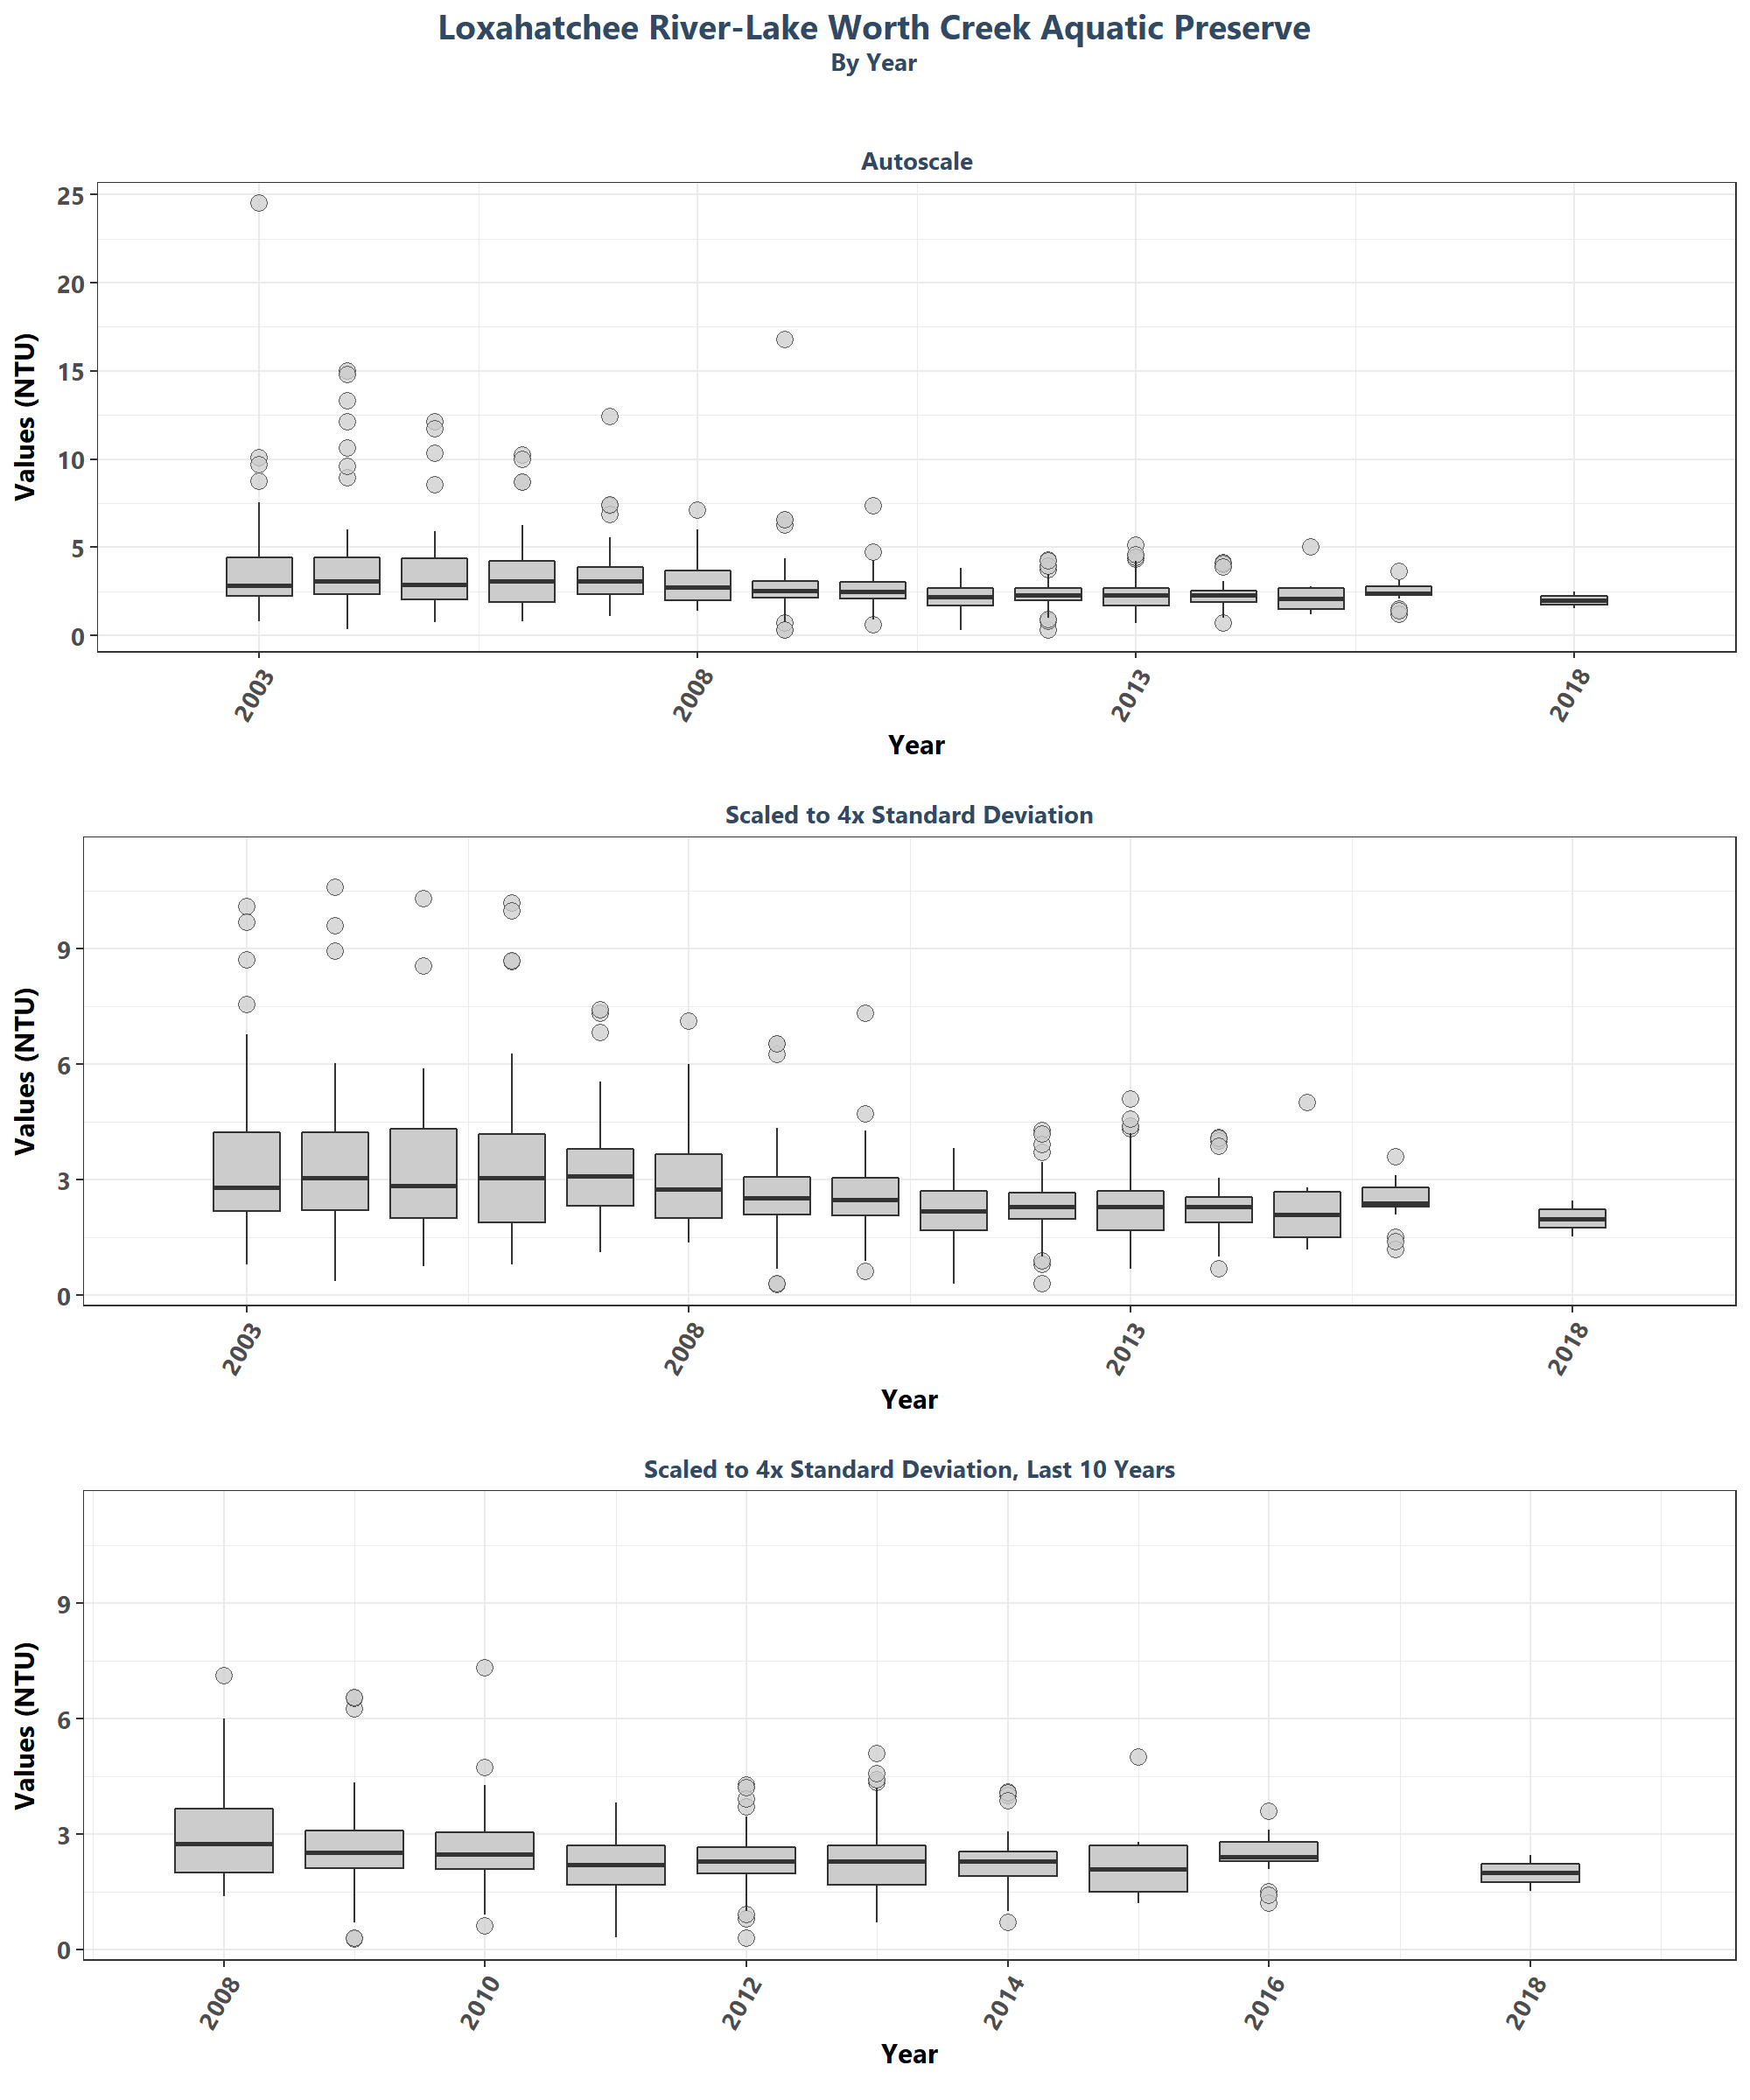 Loxahatchee River-Lake Worth Creek Aquatic Preserve
By Year
Autoscale
Values (NTU)
25
20
15
10
5
0
2003
2008
2013
2018
Year
Scaled to 4x Standard Deviation
Values (NTU)
9
6
3
0
2003
2008
2013
2018
Year
Scaled to 4x Standard Deviation, Last 10 Years
Values (NTU)
9
6
3
0
2008
2010
2012
2014
2016
2018
Year